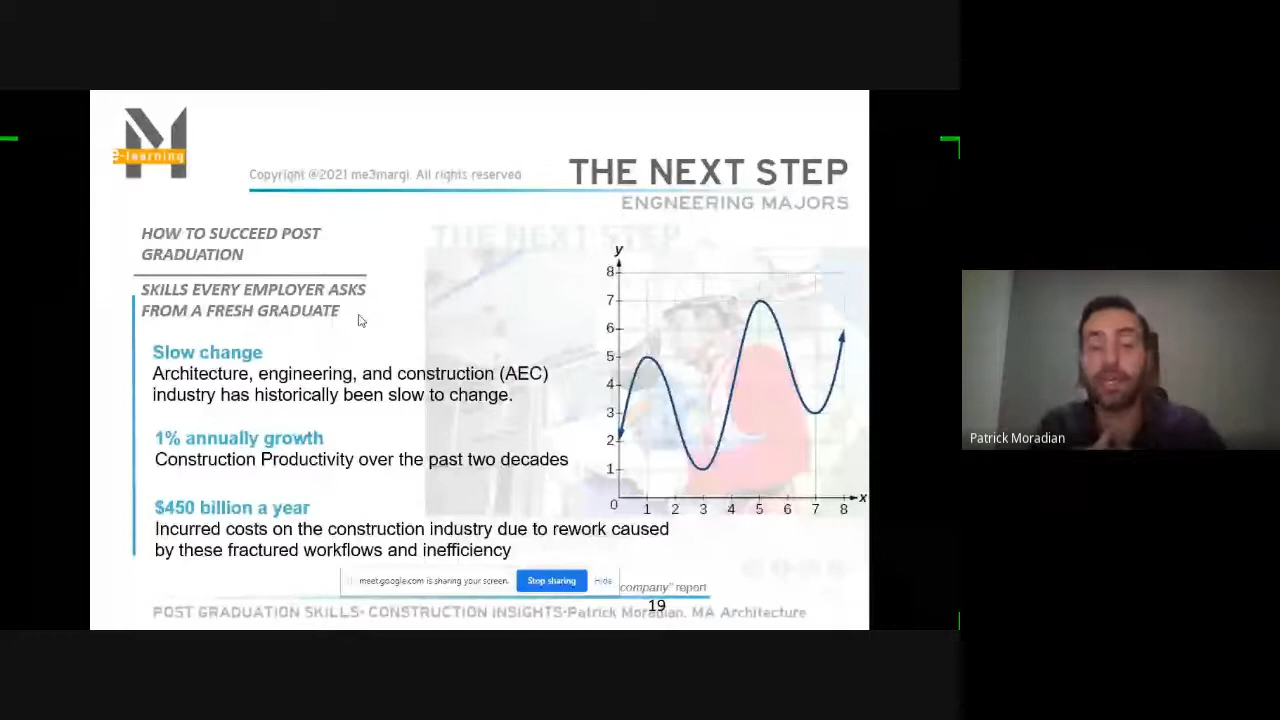 e-learning
Copyright @2021 me3margi. All rights reserved
THE NEXT STEP
ENGNEERING MAJORS
THE NEXT STEP
HOW TO SUCCEED POST
GRADUATION
SKILLS EVERY EMPLOYER ASKS
FROM A FRESH GRADUATE
Slow change
Architecture, engineering, and construction (AEC)
industry has historically been slow to change.
1% annually growth
Construction Productivity over the past two decades
$450 billion a year
Incurred costs on the construction industry due to rework caused
by these fractured workflows and inefficiency
y
8
7
6
5
4
3
2
1
0 1 2 3 4 5 6 7 8 x
meet.google.com is sharing your screen. Stop sharing Hide
company" report
19
POST GRADUATION SKILLS- CONSTRUCTION INSIGHTS-Patrick Moradian, MA Architecture
Patrick Moradian